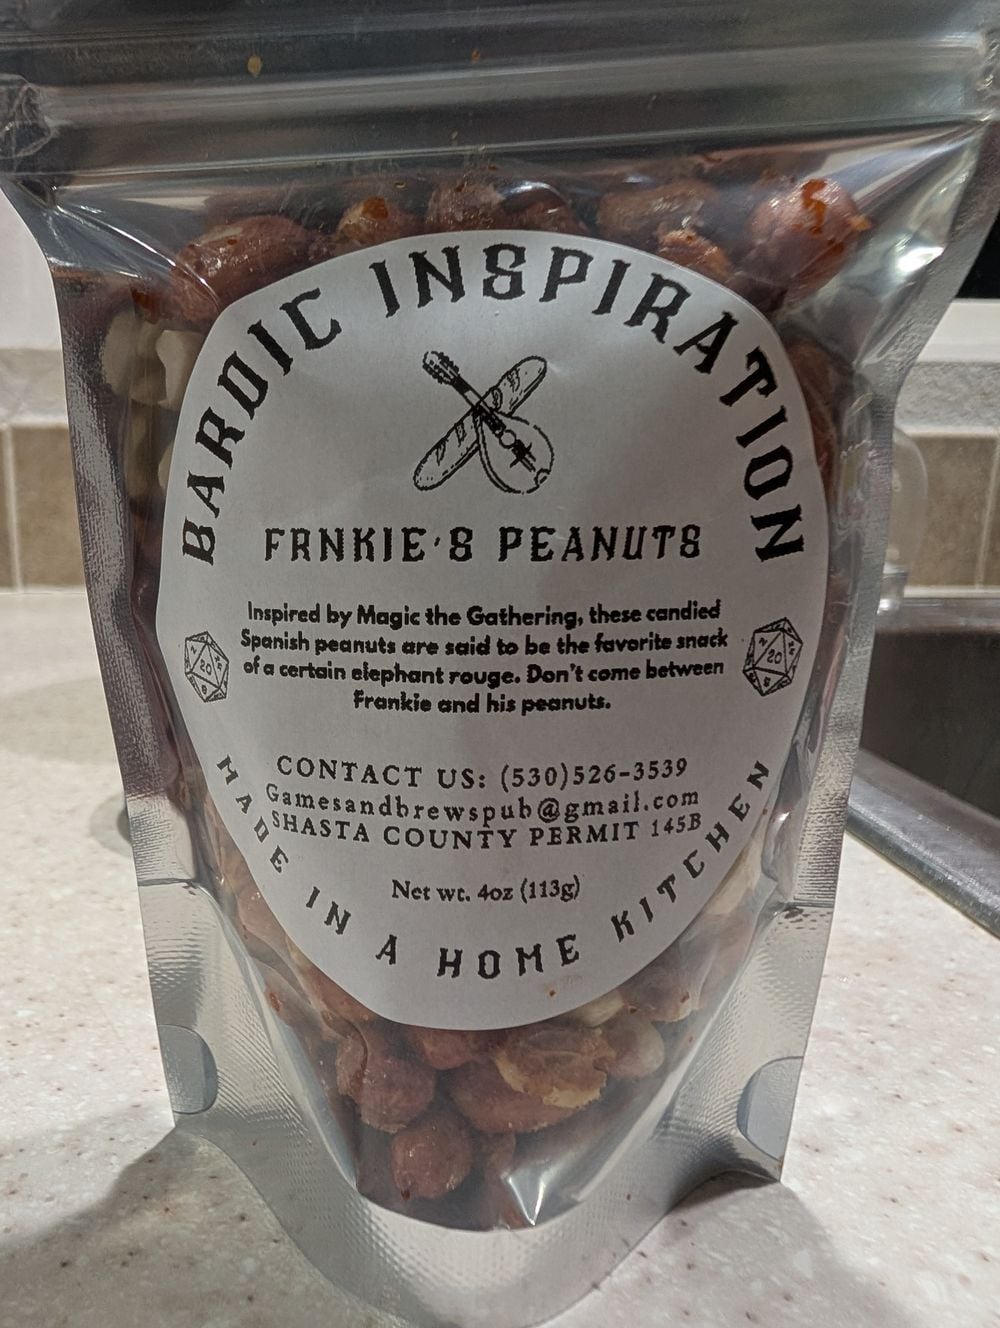 BARDIC INSPIRATION
FRNKIE'S PEANUTS
Inspired by Magic the Gathering, these candied
Spanish peanuts are said to be the favorite snack
of a certain elephant rouge. Don't come between
Frankie and his peanuts.
20
20
CONTACT US: (530)526-3539
Gamesandbrewspub@gmail.com
SHASTA COUNTY PERMIT 145B
Net wt. 4oz (113g)
MADE IN A HOME KITCHEN